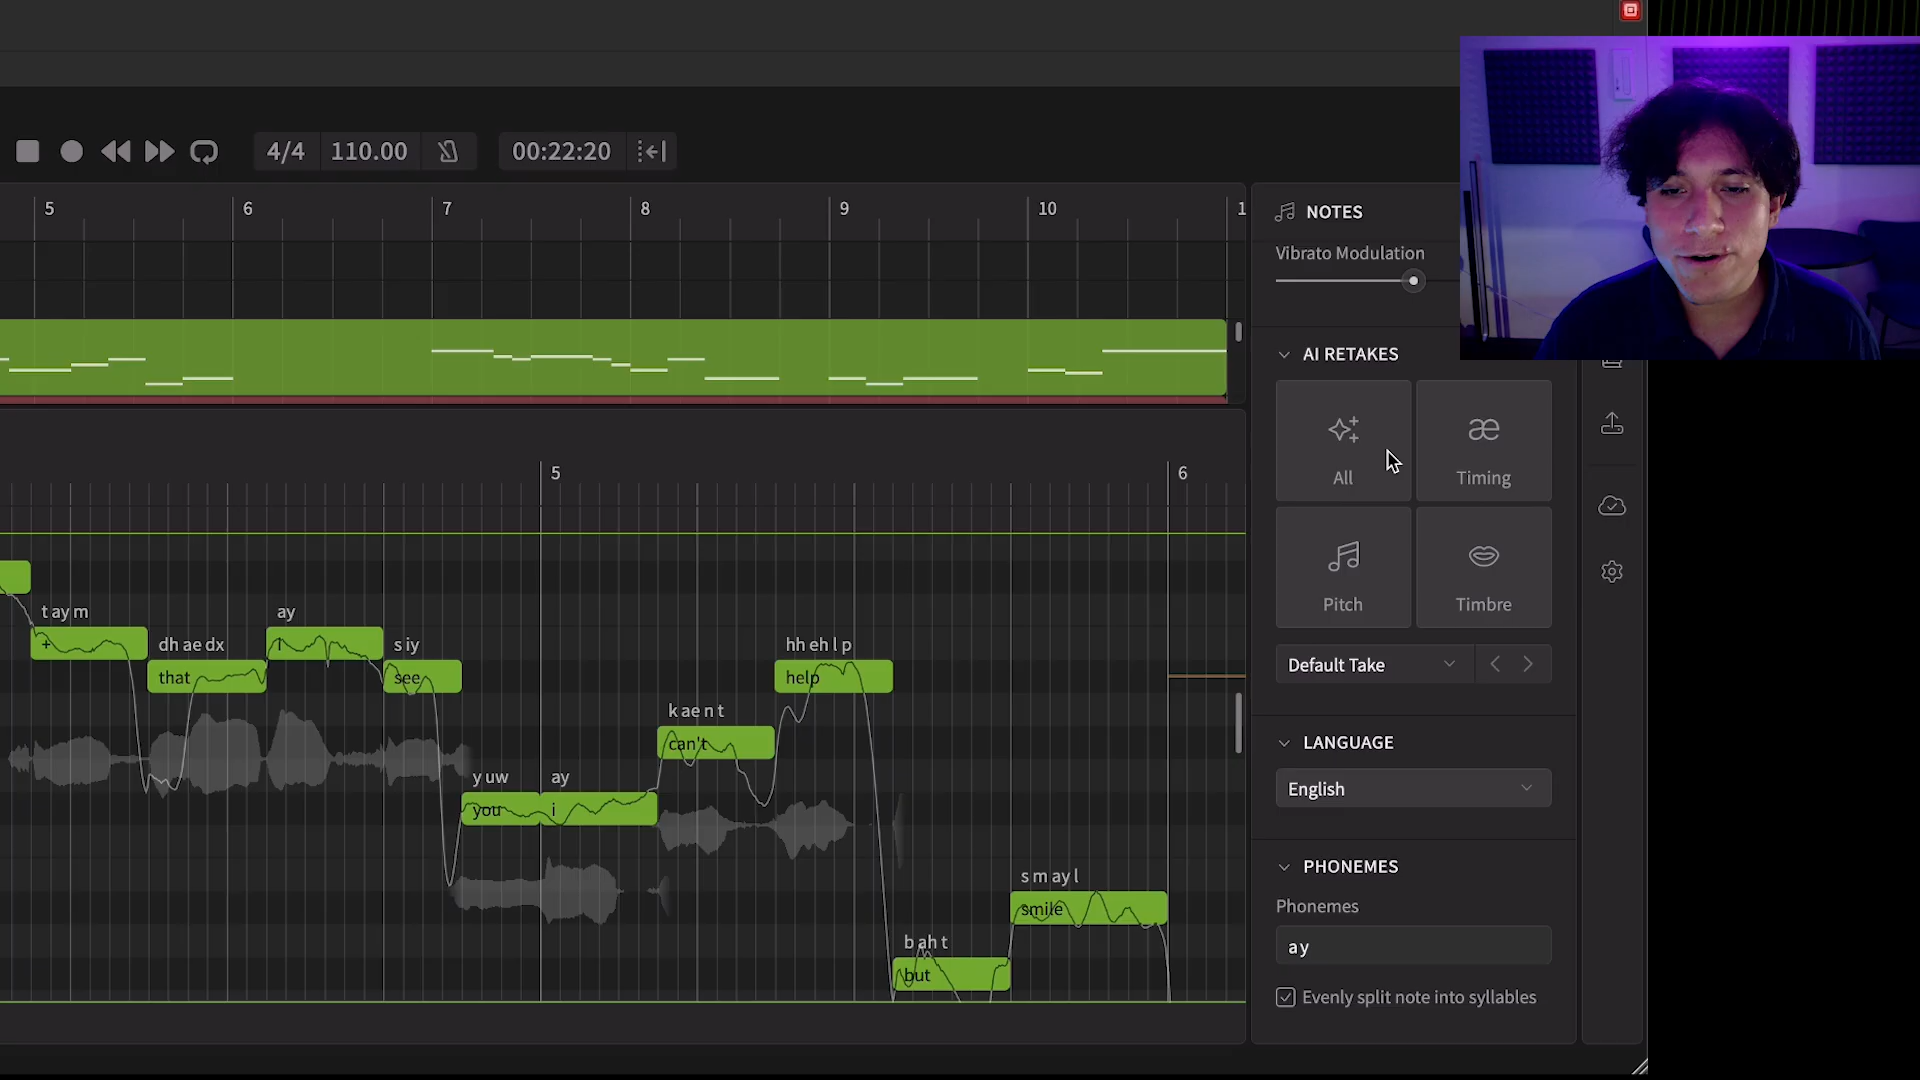 4/4 110.00 00:22:20
5 6 7 8 9 10 1
NOTES
Vibrato Modulation
AI RETAKES
All Timing
Pitch Timbre
Default Take
LANGUAGE
English
PHONEMES
Phonemes
ay
Evenly split note into syllables
5 6
t ay m
+
dh ae dx
that
ay
I
s iy
see
y uw
you
ay
i
k ae n t
can't
hh eh l p
help
b ah t
but
s m ay l
smile